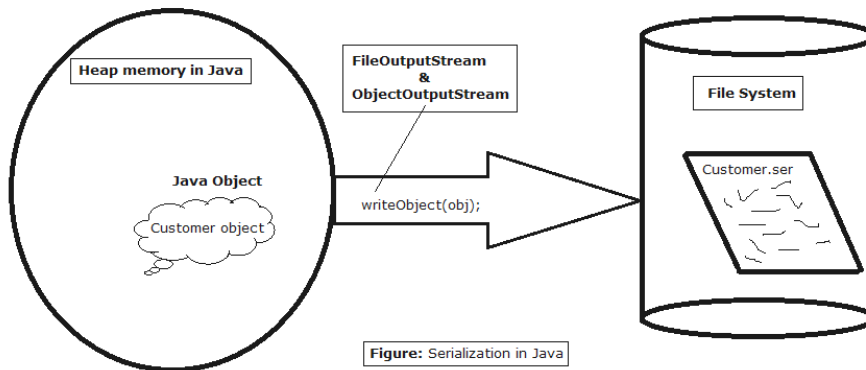 Heap memory in Java
Java Object
Customer object
FileOutputStream
&
ObjectOutputStream
writeObject(obj);
File System
Customer.ser
Figure: Serialization in Java